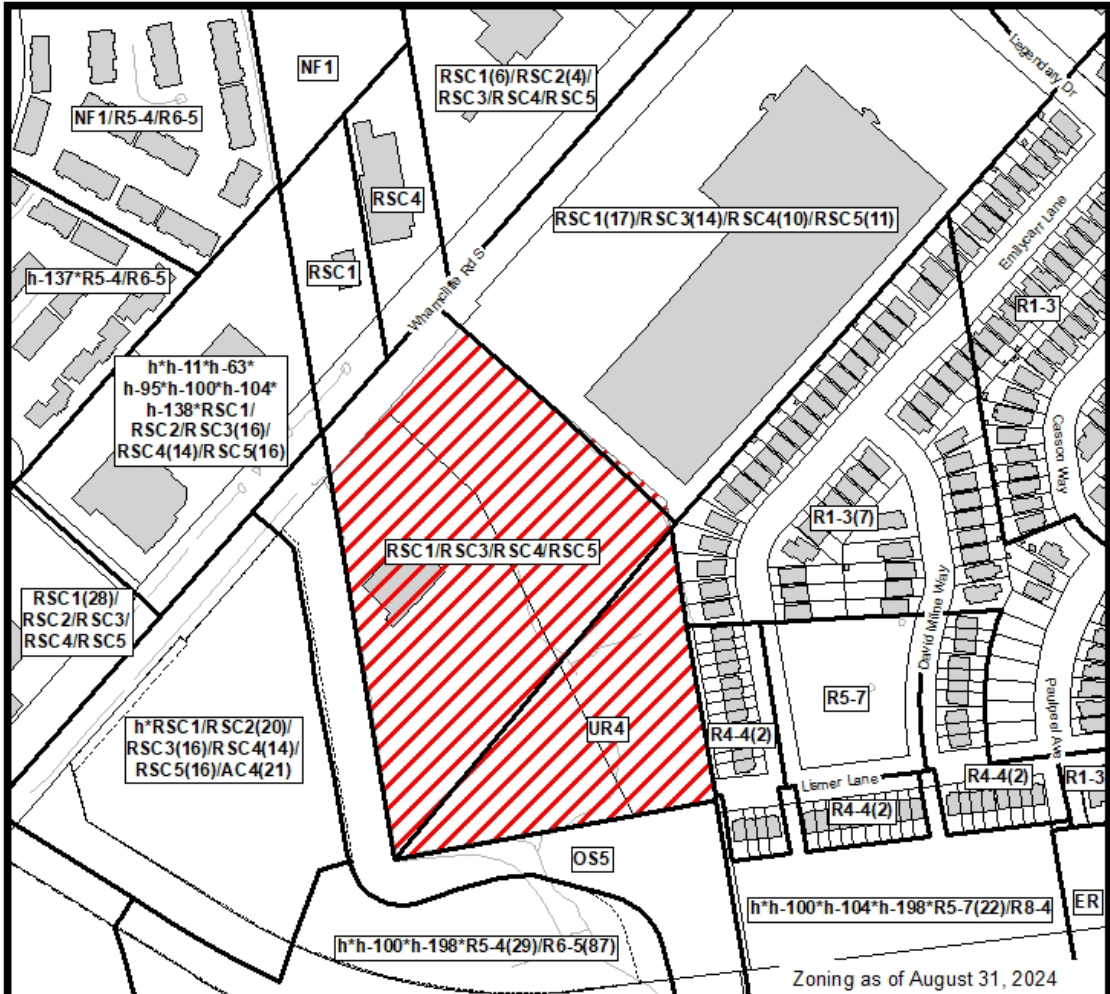 Legendary Dr
NF1
RSC1(6)/RSC2(4)/
RSC3/RSC4/RSC5
NF1/R5-4/R6-5
RSC4
RSC1(17)/RSC3(14)/RSC4(10)/RSC5(11)
Emilycarr Lane
h-137*R5-4/R6-5
RSC1
Wharncliffe Rd S
R1-3
h*h-11*h-63*
h-95*h-100*h-104*
h-138*RSC1/
RSC2/RSC3(16)/
RSC4(14)/RSC5(16)
Casson Way
R1-3(7)
RSC1/RSC3/RSC4/RSC5
RSC1(28)/
RSC2/RSC3/
RSC4/RSC5
David Milne Way
R5-7
Paulpeel Ave
h*RSC1/RSC2(20)/
RSC3(16)/RSC4(14)/
RSC5(16)/AC4(21)
UR4
R4-4(2)
Lismer Lane
R4-4(2)
R1-3
R4-4(2)
OS5
h*h-100*h-104*h-198*R5-7(22)/R8-4
ER
h*h-100*h-198*R5-4(29)/R6-5(87)
Zoning as of August 31, 2024